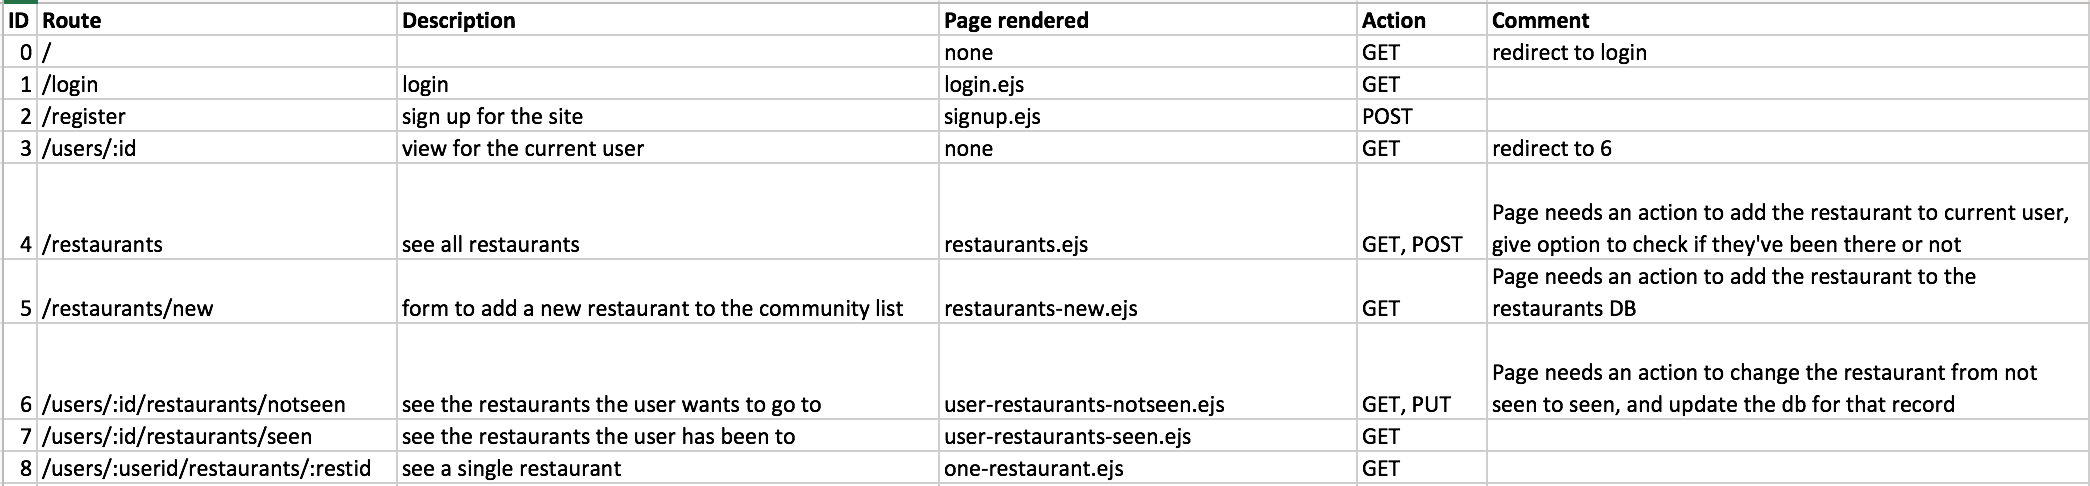 ID Route Description Page rendered Action Comment
0 / none GET redirect to login
1 /login login login.ejs GET
2 /register sign up for the site signup.ejs POST
3 /users/:id view for the current user none GET redirect to 6
Page needs an action to add the restaurant to current user,
4 /restaurants see all restaurants restaurants.ejs GET, POST give option to check if they've been there or not
Page needs an action to add the restaurant to the
5 /restaurants/new form to add a new restaurant to the community list restaurants-new.ejs GET restaurants DB
Page needs an action to change the restaurant from not
6 /users/:id/restaurants/notseen see the restaurants the user wants to go to user-restaurants-notseen.ejs GET, PUT seen to seen, and update the db for that record
7 /users/:id/restaurants/seen see the restaurants the user has been to user-restaurants-seen.ejs GET
8 /users/:userid/restaurants/:restid see a single restaurant one-restaurant.ejs GET